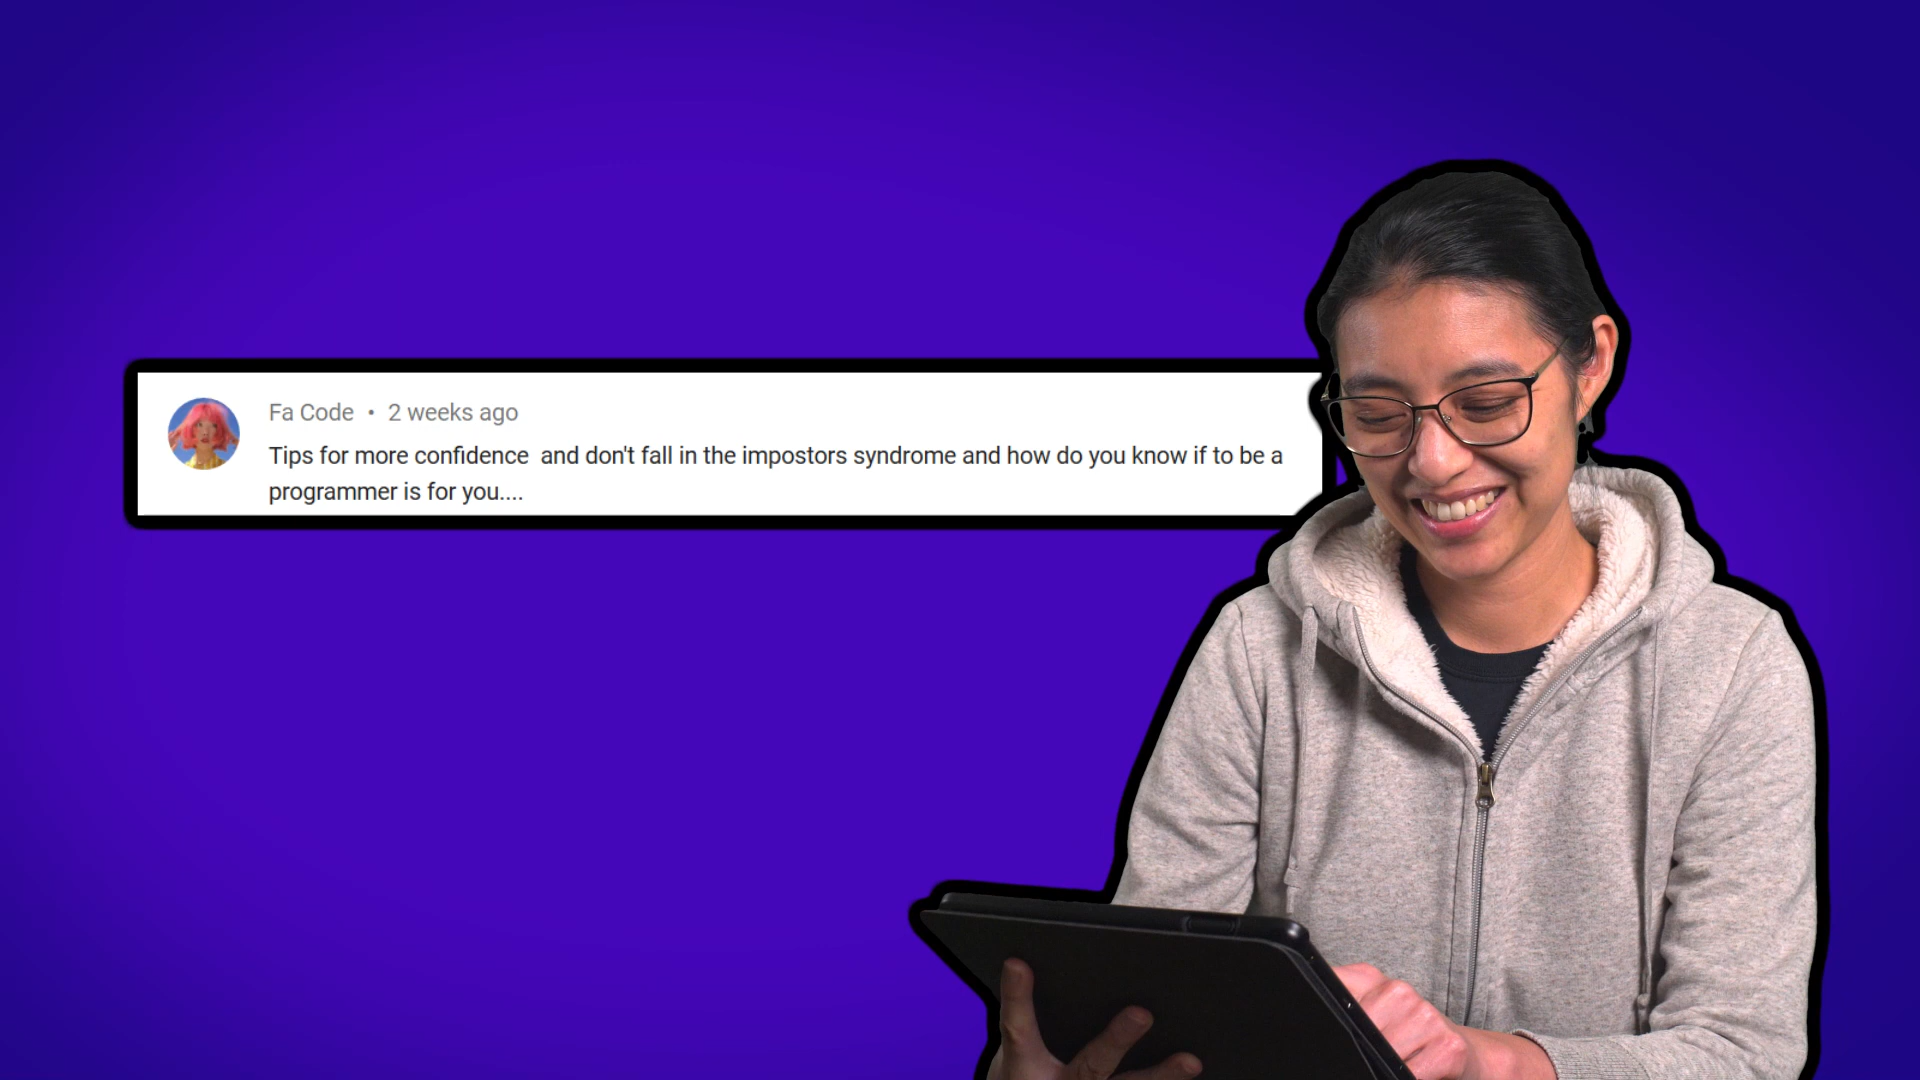 Fa Code • 2 weeks ago
Tips for more confidence  and don't fall in the impostors syndrome and how do you know if to be a
programmer is for you....